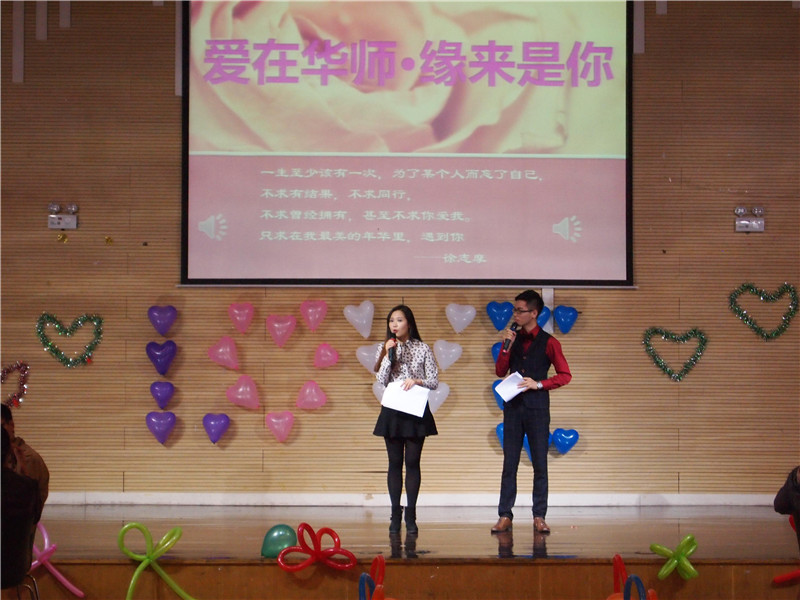 爱在华师·缘来是你
一生至少该有一次，为了某个人而忘了自己，
不求有结果，不求同行，
不求曾经拥有，甚至不求你爱我。
只求在我最美的年华里，遇到你
——徐志摩